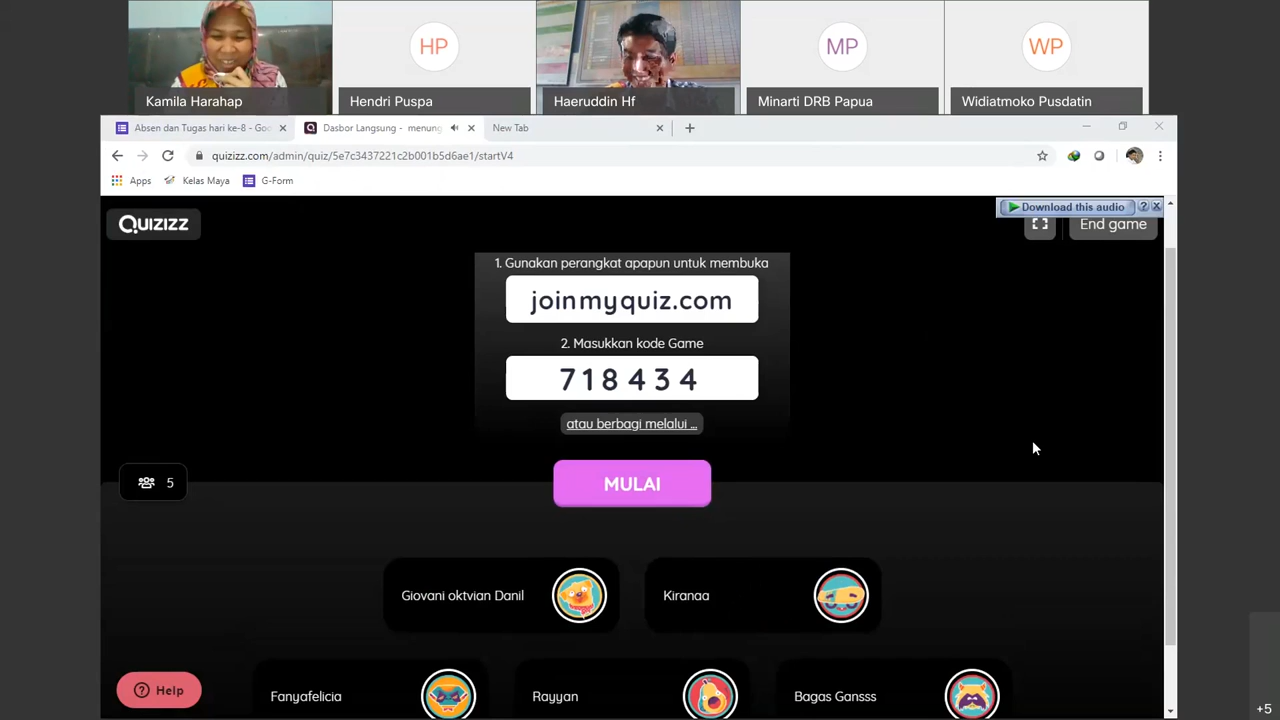 HP
MP
WP
Kamila Harahap
Hendri Puspa
Haeruddin Hf
Minarti DRB Papua
Widiatmoko Pusdatin
Absen dan Tugas hari ke-8 - Goo
Dasbor Langsung - menung
New Tab
quizizz.com/admin/quiz/5e7c3437221c2b001b5d6ae1/startV4
Apps
Kelas Maya
G-Form
Download this audio
Quizizz
End game
1. Gunakan perangkat apapun untuk membuka
joinmyquiz.com
2. Masukkan kode Game
718434
atau berbagi melalui ...
5
MULAI
Giovani oktvian Danil
Kiranaa
Help
Fanyafelicia
Rayyan
Bagas Gansss
+5